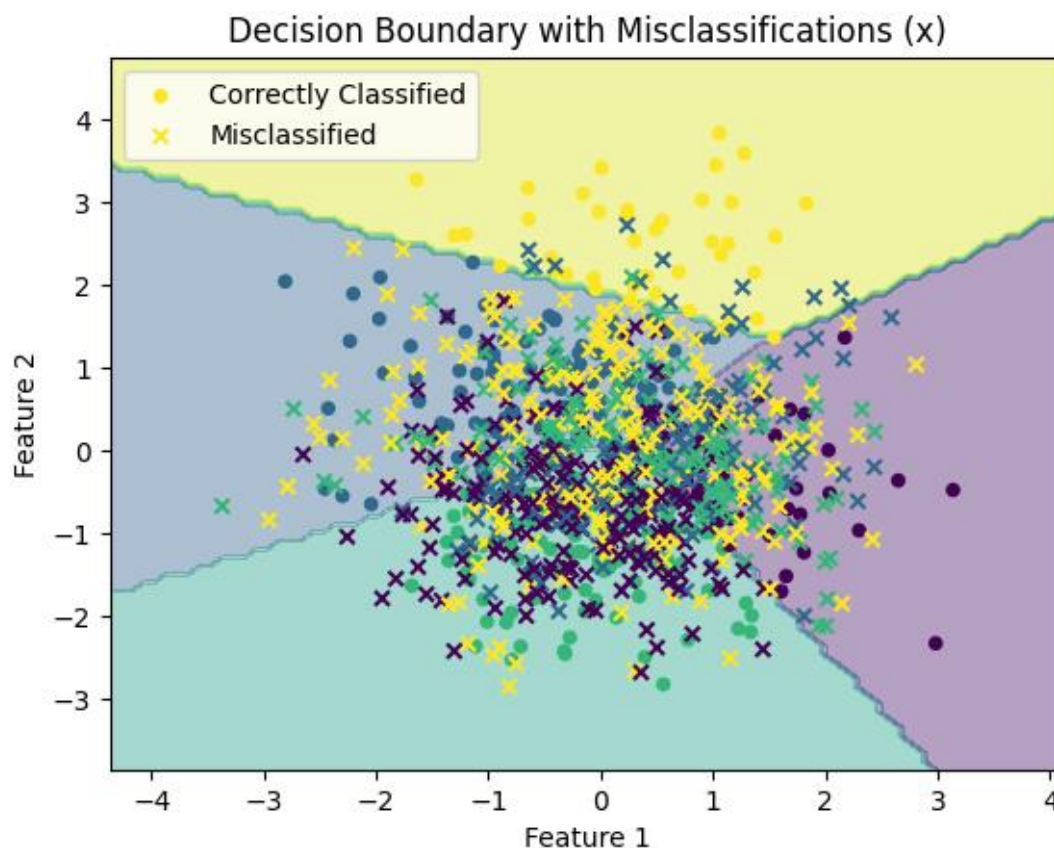 Decision Boundary with Misclassifications (x)
Correctly Classified
Misclassified
4
3
2
1
0
−1
−2
−3
Feature 2
−4 −3 −2 −1 0 1 2 3 4
Feature 1